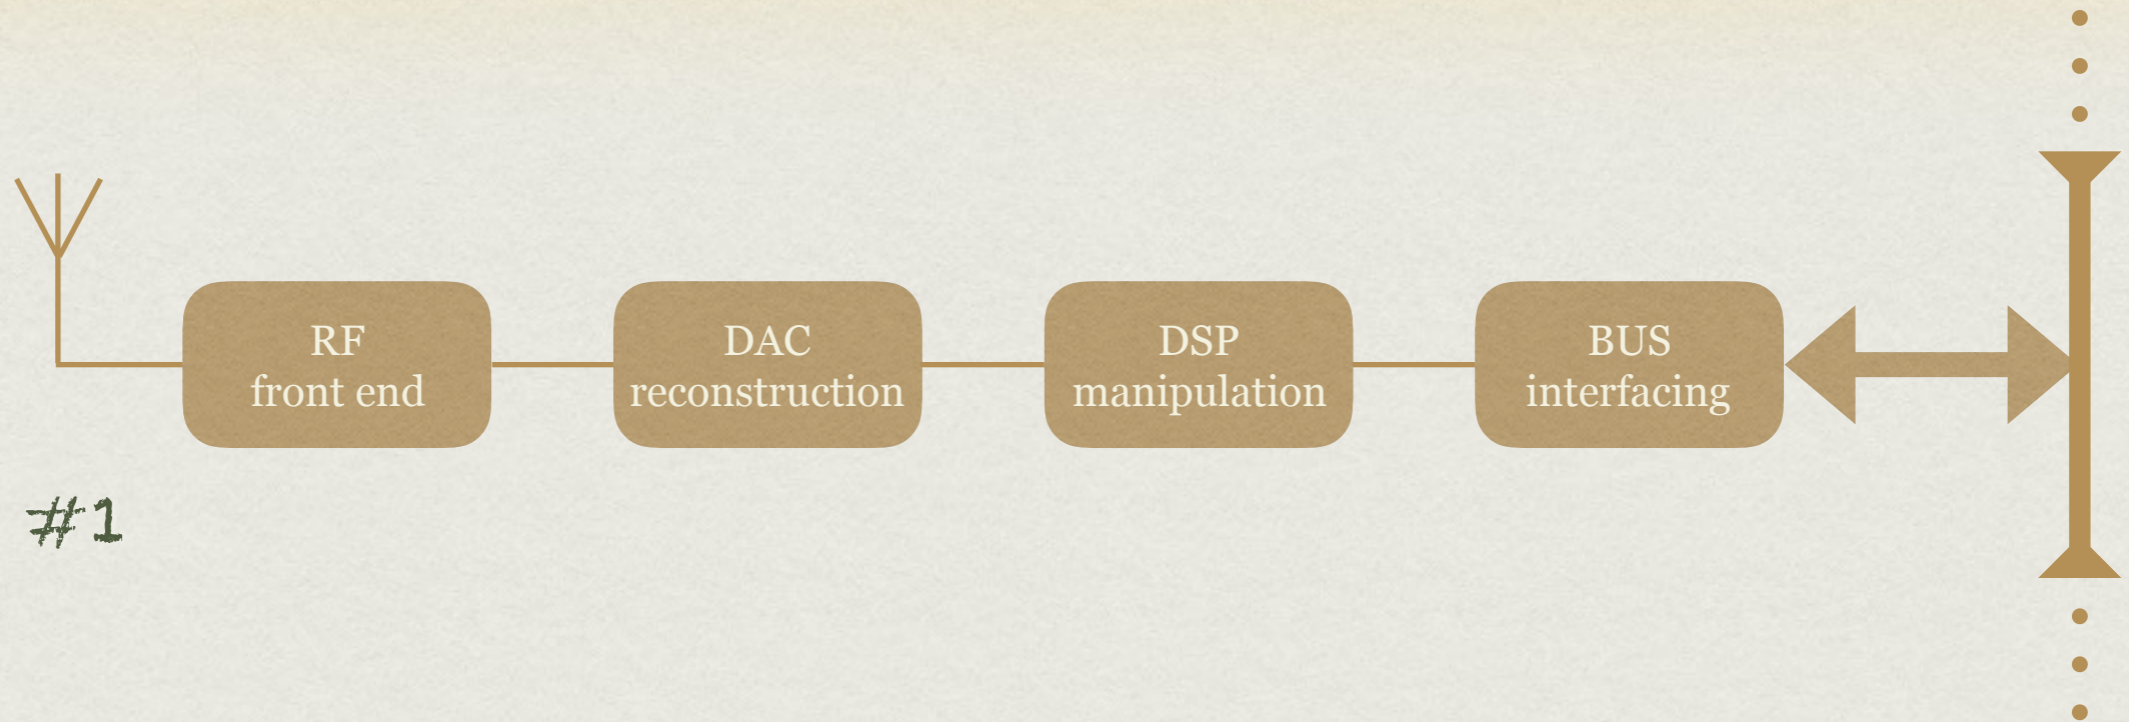 RF
front end
DAC
reconstruction
DSP
manipulation
BUS
interfacing
#1